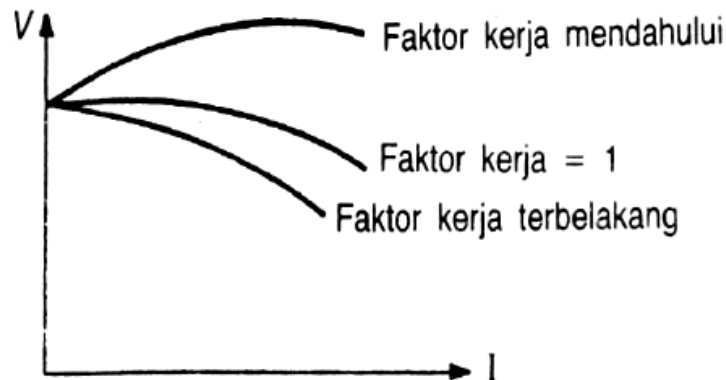 V
Faktor kerja mendahului
Faktor kerja = 1
Faktor kerja terbelakang
I